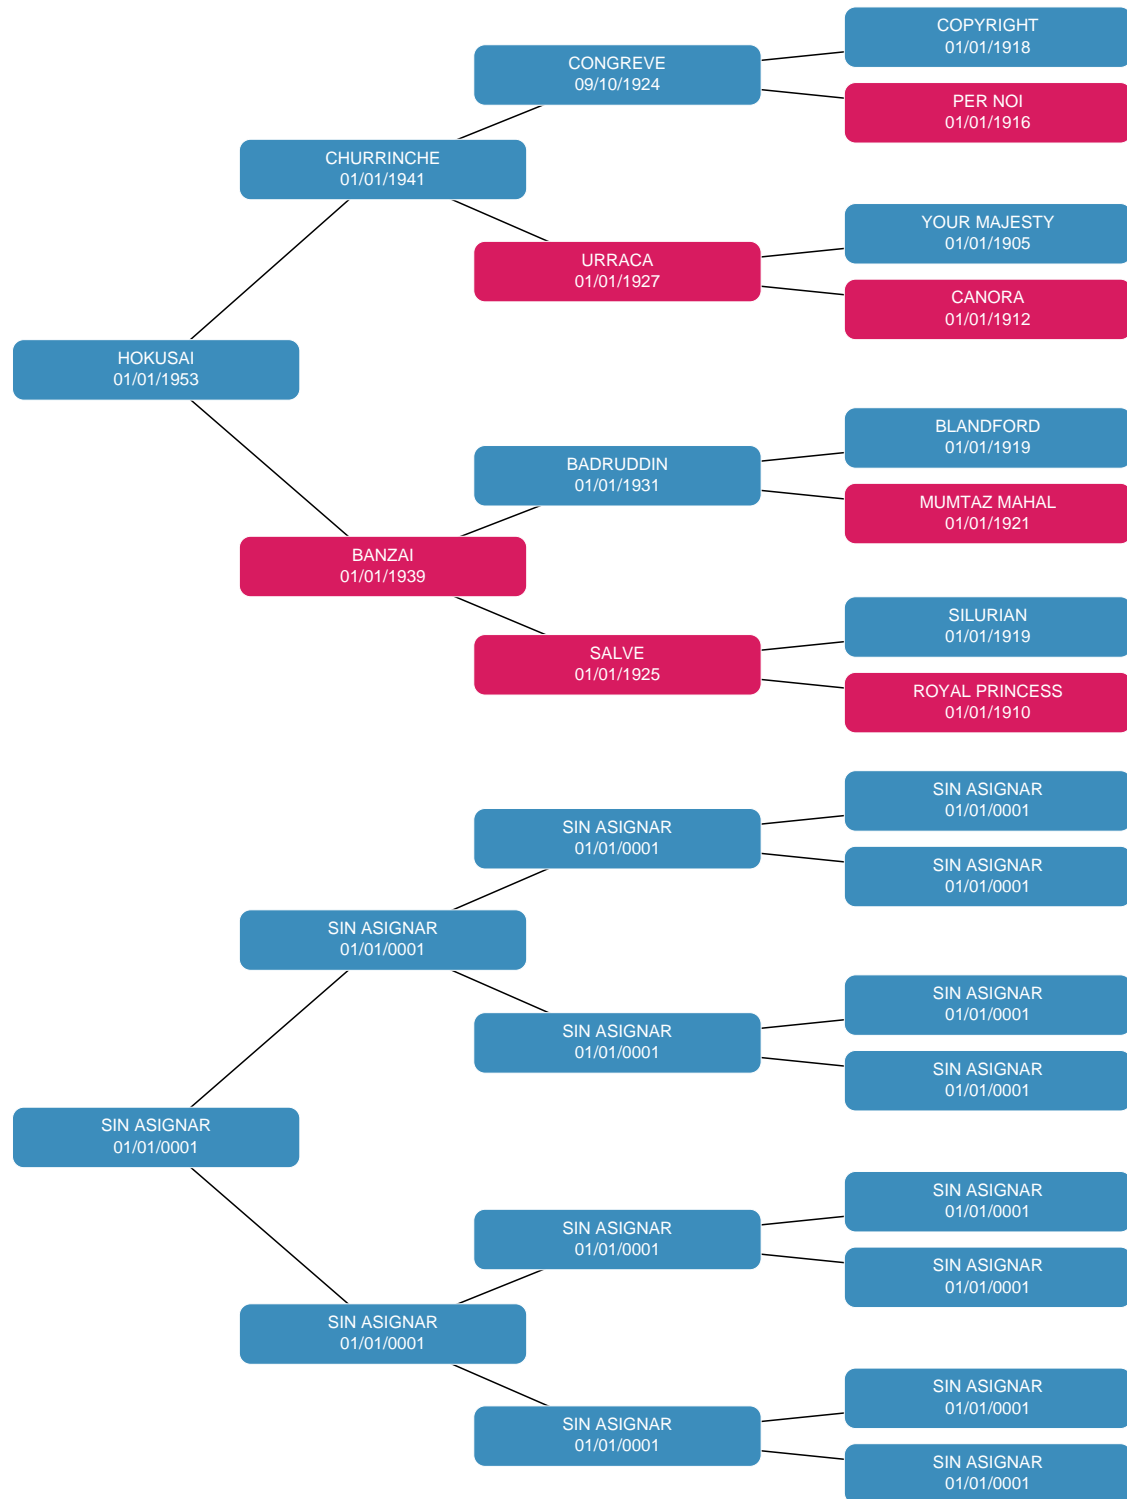 COPYRIGHT
01/01/1918
CONGREVE
09/10/1924
PER NOI
01/01/1916
CHURRINCHE
01/01/1941
YOUR MAJESTY
01/01/1905
URRACA
01/01/1927
CANORA
01/01/1912
HOKUSAI
01/01/1953
BLANDFORD
01/01/1919
BADRUDDIN
01/01/1931
MUMTAZ MAHAL
01/01/1921
BANZAI
01/01/1939
SILURIAN
01/01/1919
SALVE
01/01/1925
ROYAL PRINCESS
01/01/1910
SIN ASIGNAR
01/01/0001
SIN ASIGNAR
01/01/0001
SIN ASIGNAR
01/01/0001
SIN ASIGNAR
01/01/0001
SIN ASIGNAR
01/01/0001
SIN ASIGNAR
01/01/0001
SIN ASIGNAR
01/01/0001
SIN ASIGNAR
01/01/0001
SIN ASIGNAR
01/01/0001
SIN ASIGNAR
01/01/0001
SIN ASIGNAR
01/01/0001
SIN ASIGNAR
01/01/0001
SIN ASIGNAR
01/01/0001
SIN ASIGNAR
01/01/0001
SIN ASIGNAR
01/01/0001